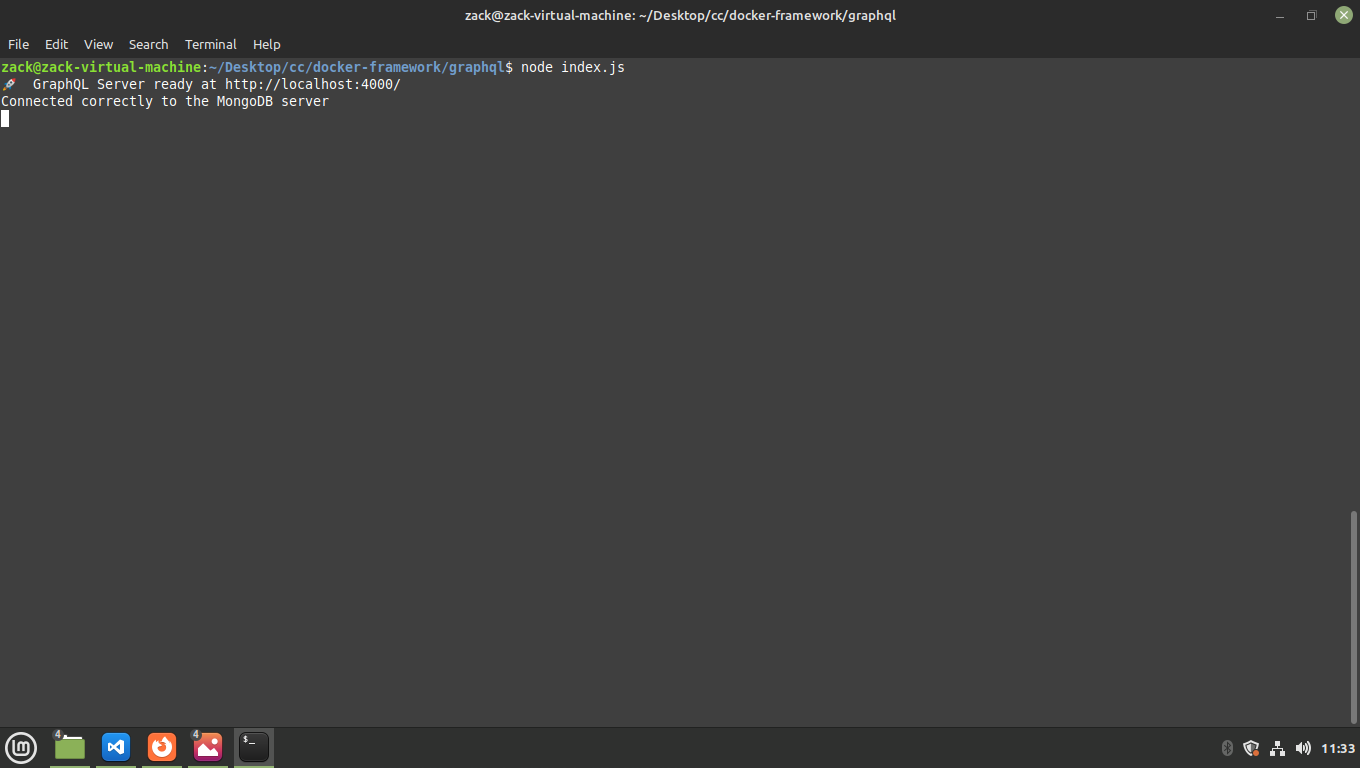 zack@zack-virtual-machine: ~/Desktop/cc/docker-framework/graphql
File Edit View Search Terminal Help
zack@zack-virtual-machine:~/Desktop/cc/docker-framework/graphql$ node index.js
🚀 GraphQL Server ready at http://localhost:4000/
Connected correctly to the MongoDB server
4 4 $_ 11:33